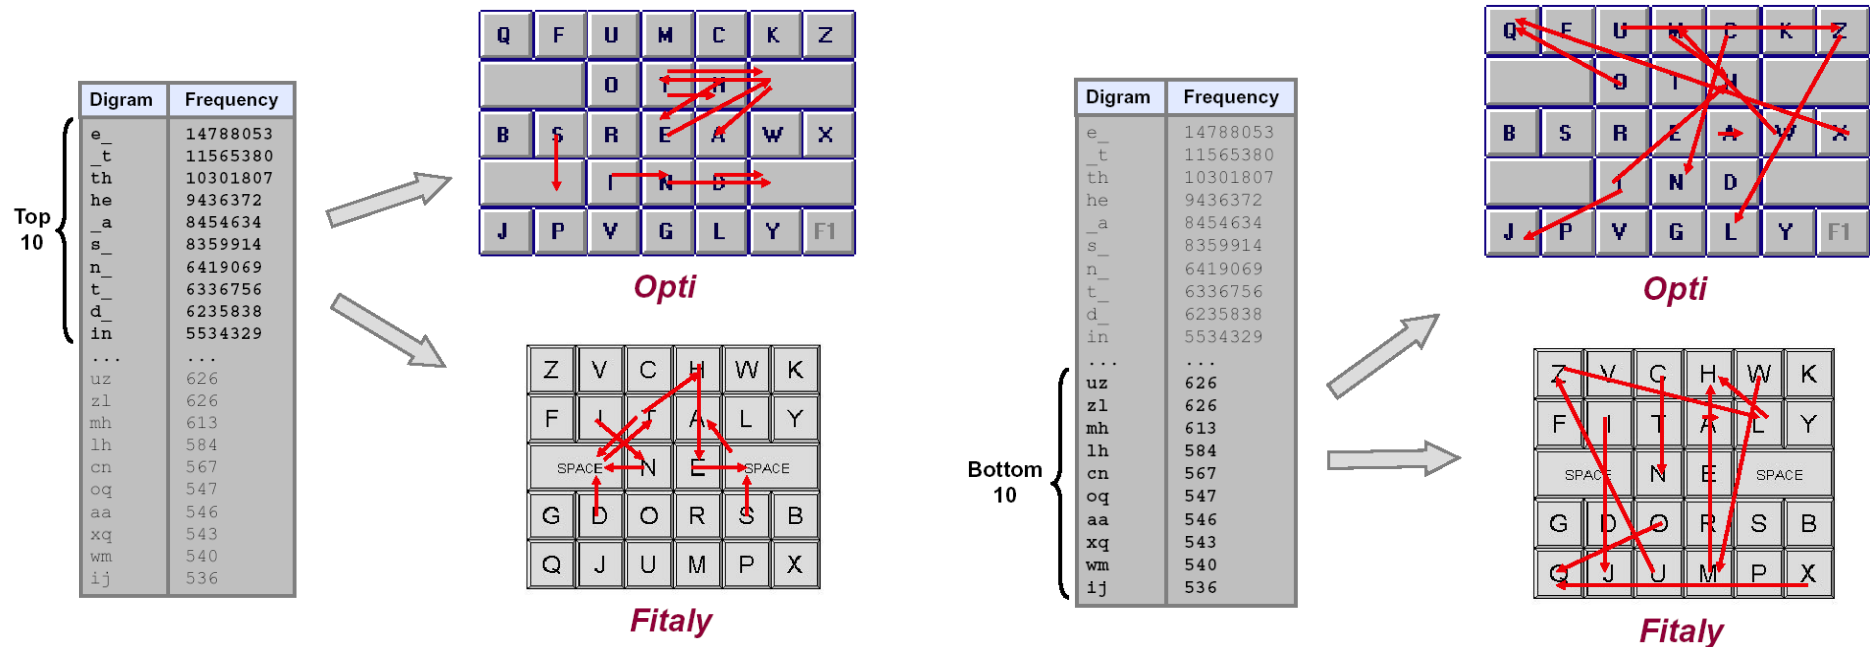 Digram Frequency
e_ 14788053
_t 11565380
th 10301807
he 9436372
_a 8454634
s_ 8359914
n_ 6419069
t_ 6336756
d_ 6235838
in 5534329
... ...
uz 626
zl 626
mh 613
lh 584
cn 567
oq 547
aa 546
xq 543
wm 540
ij 536
Top
10
Q F U M C K Z
O T H
B S R E A W X
I N D
J P V G L Y F1
Opti
Z V C H W K
F I T A L Y
SPACE N E SPACE
G D O R S B
Q J U M P X
Fitaly
Digram Frequency
e_ 14788053
_t 11565380
th 10301807
he 9436372
_a 8454634
s_ 8359914
n_ 6419069
t_ 6336756
d_ 6235838
in 5534329
... ...
uz 626
zl 626
mh 613
lh 584
cn 567
oq 547
aa 546
xq 543
wm 540
ij 536
Bottom
10
Q F U M C K Z
O T H
B S R E A W X
I N D
J P V G L Y F1
Opti
Z V C H W K
F I T A L Y
SPACE N E SPACE
G D O R S B
Q J U M P X
Fitaly